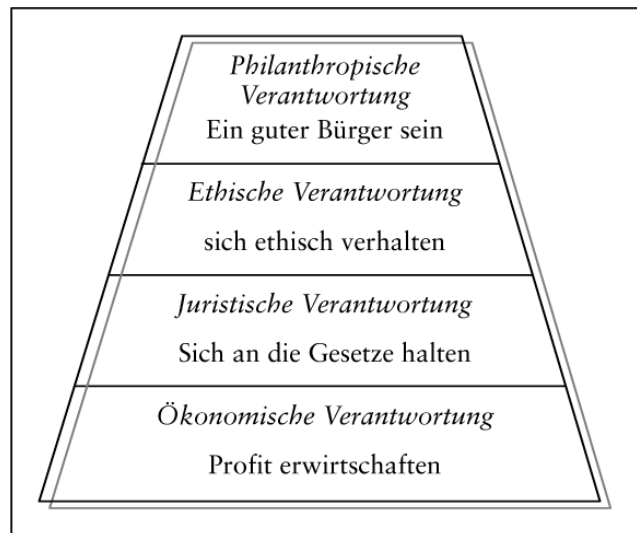 Philanthropische
Verantwortung
Ein guter Bürger sein
Ethische Verantwortung
sich ethisch verhalten
Juristische Verantwortung
Sich an die Gesetze halten
Ökonomische Verantwortung
Profit erwirtschaften